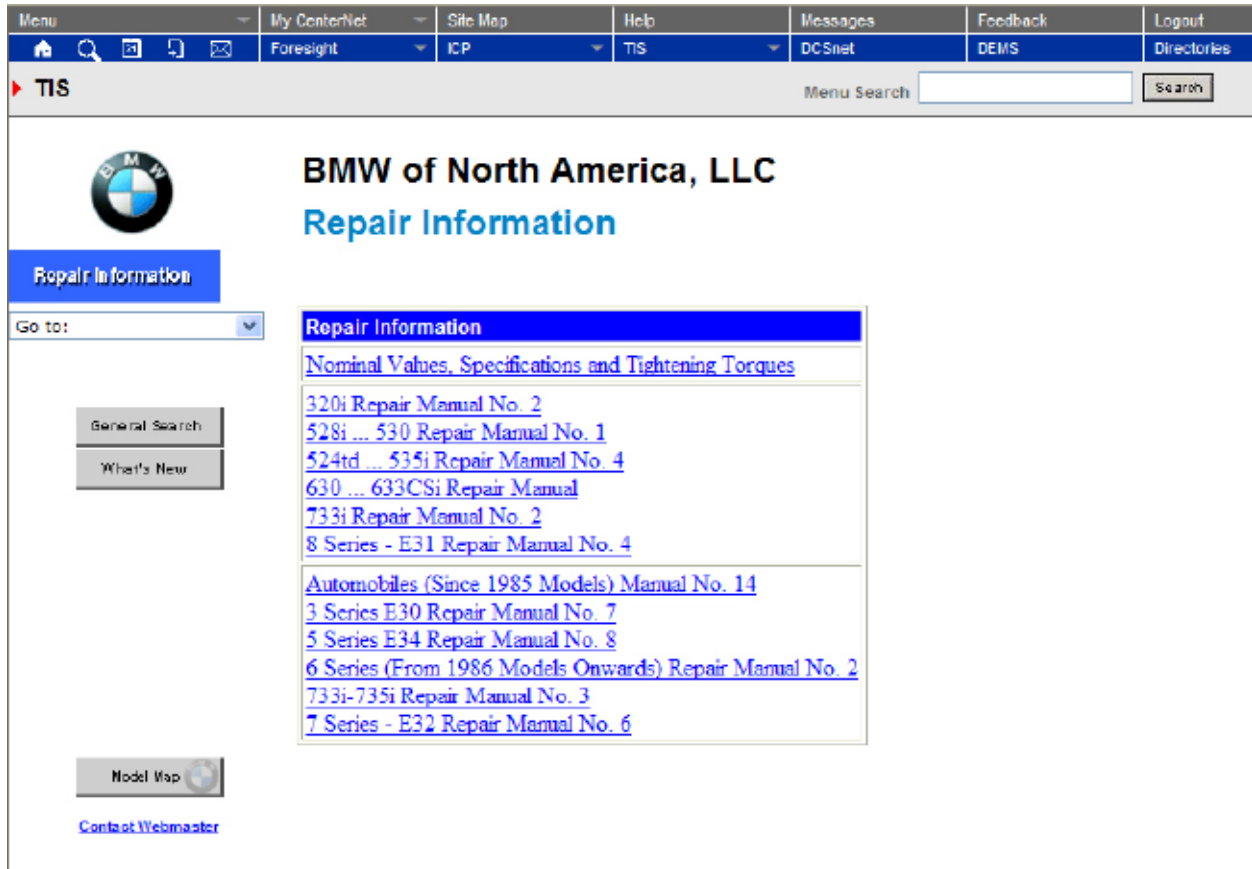 Menu My CenterNet Site Map Help Messages Feedback Logout
Foresight ICP TIS DCSnet DEMS Directories
TIS Menu Search Search
BMW
BMW of North America, LLC
Repair Information
Repair Information
Go to:
Repair Information
Nominal Values, Specifications and Tightening Torques
320i Repair Manual No. 2
528i ... 530 Repair Manual No. 1
524td ... 535i Repair Manual No. 4
630 ... 633CSi Repair Manual
733i Repair Manual No. 2
8 Series - E31 Repair Manual No. 4
General Search
What's New
Automobiles (Since 1985 Models) Manual No. 14
3 Series E30 Repair Manual No. 7
5 Series E34 Repair Manual No. 8
6 Series (From 1986 Models Onwards) Repair Manual No. 2
733i-735i Repair Manual No. 3
7 Series - E32 Repair Manual No. 6
Model Map
Contact Webmaster